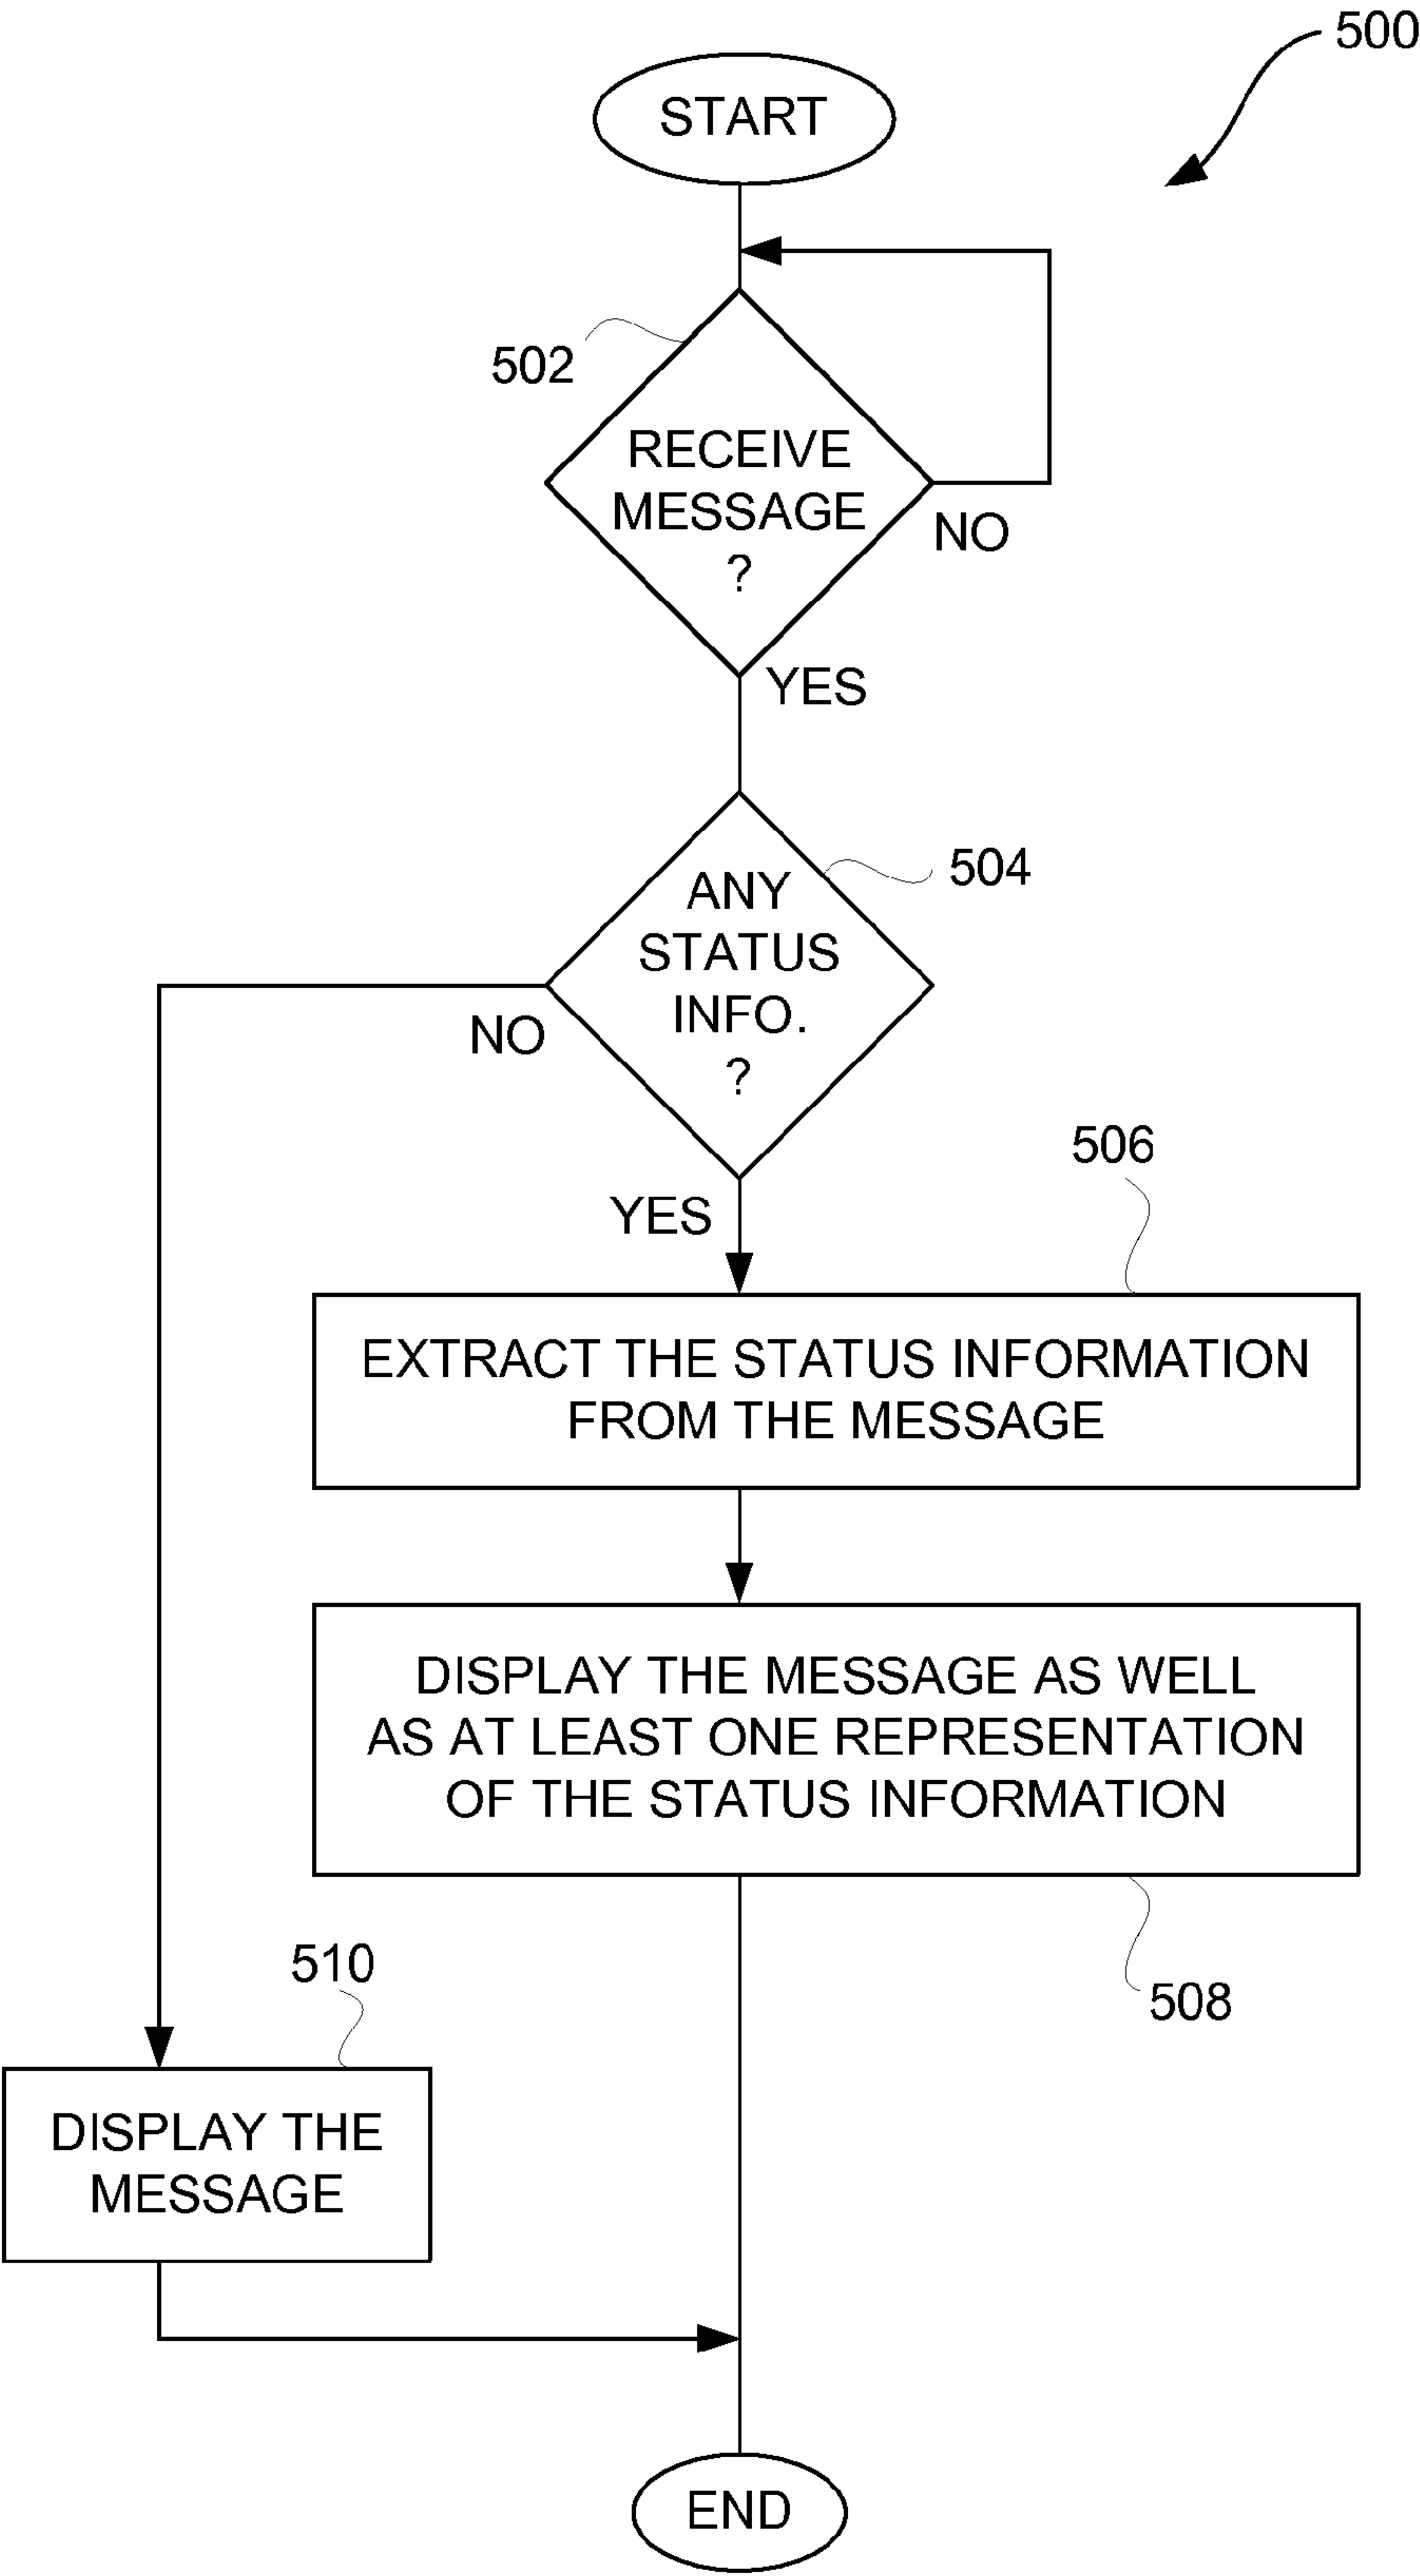 500
START
502
RECEIVE
MESSAGE
?
NO
YES
504
ANY
STATUS
INFO.
?
NO
YES
506
EXTRACT THE STATUS INFORMATION
FROM THE MESSAGE
DISPLAY THE MESSAGE AS WELL
AS AT LEAST ONE REPRESENTATION
OF THE STATUS INFORMATION
508
510
DISPLAY THE
MESSAGE
END